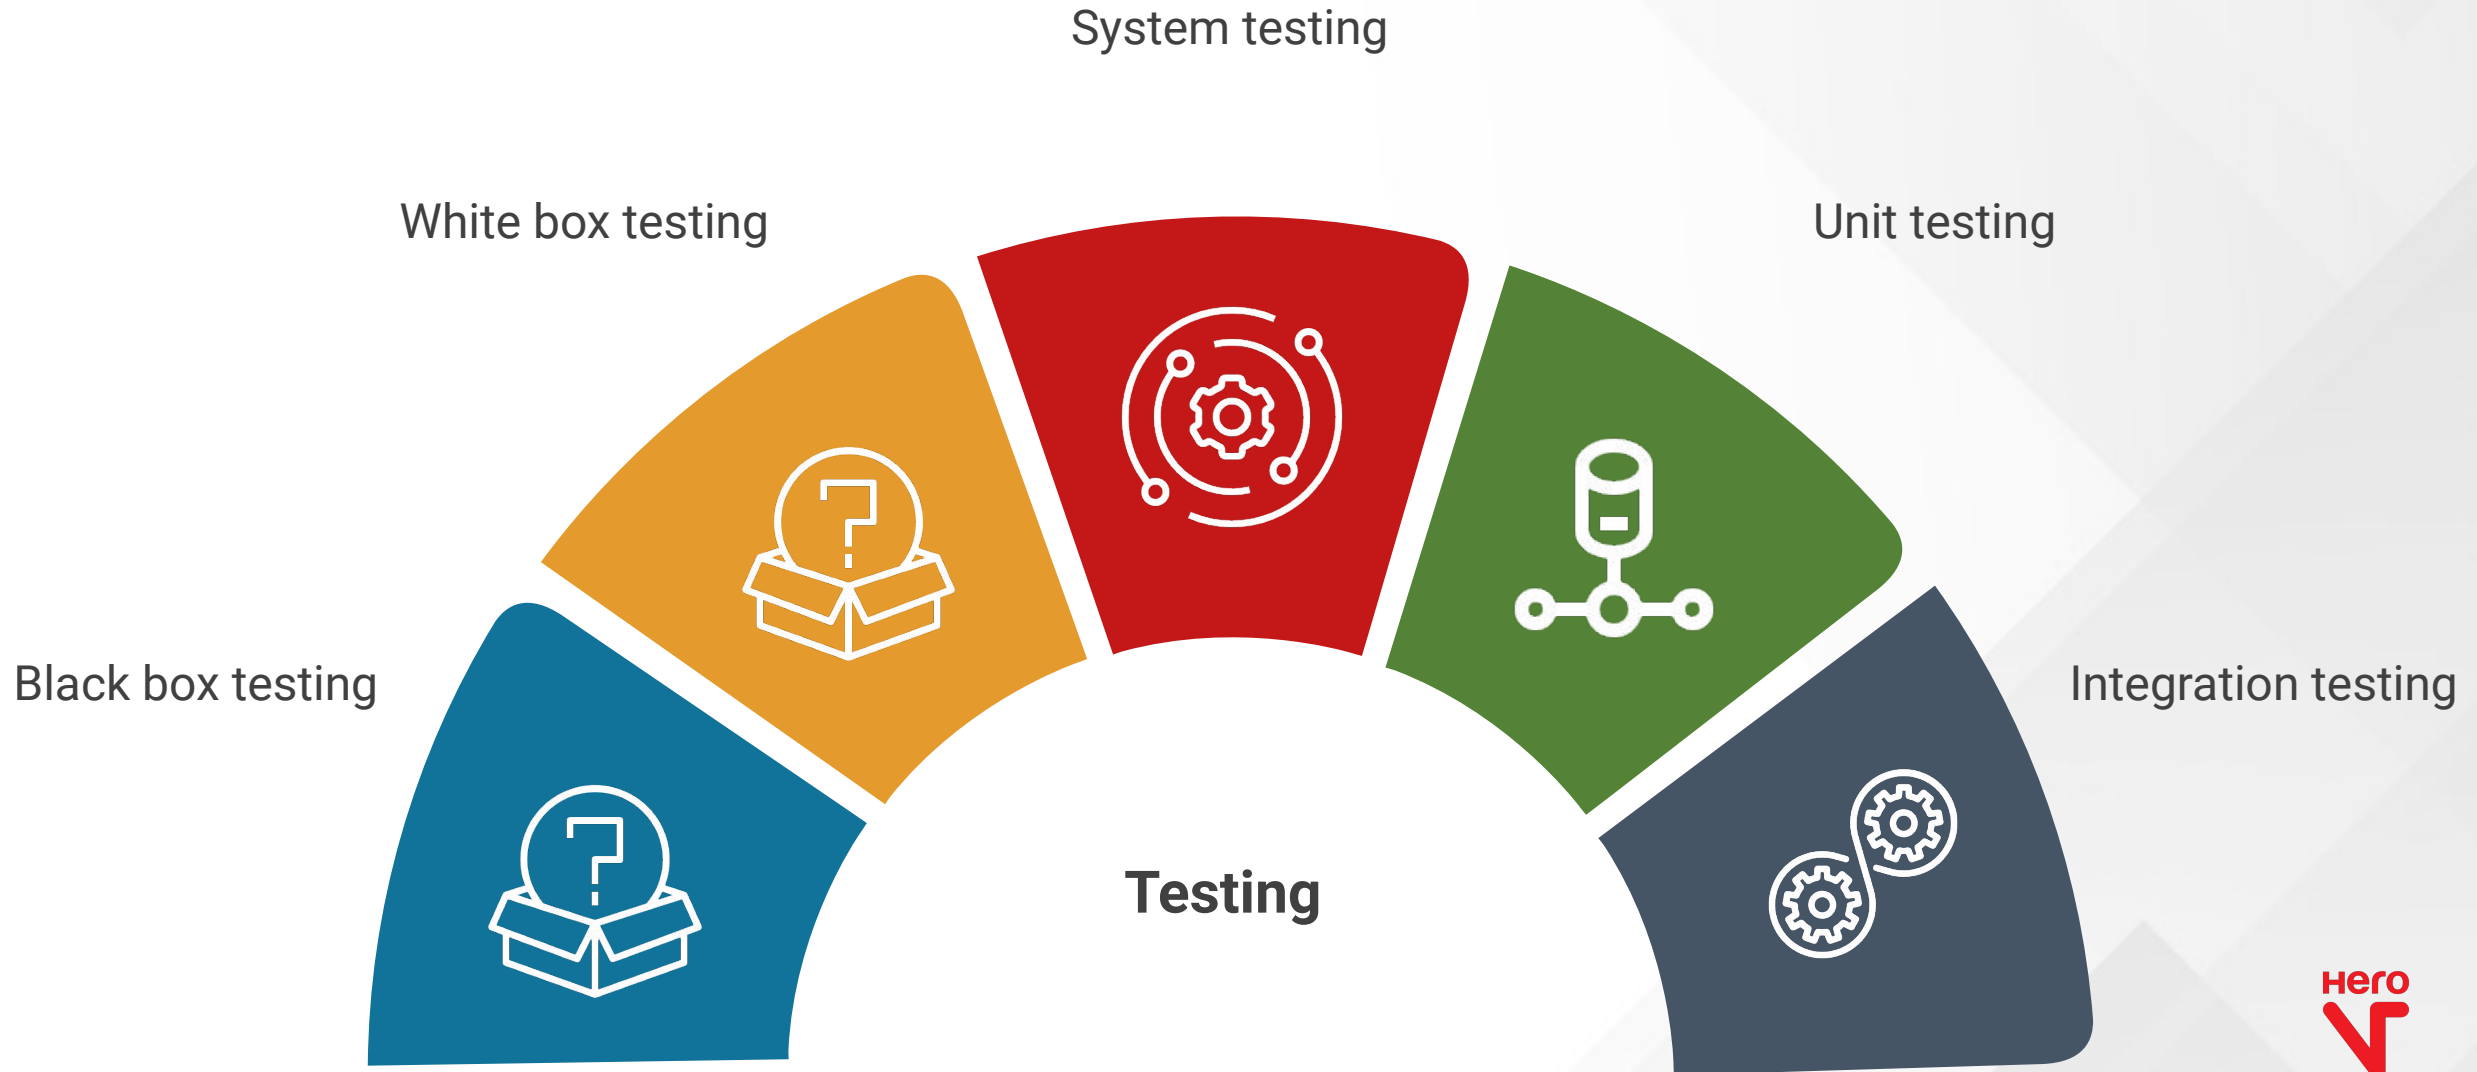 System testing
White box testing
Unit testing
Black box testing
Integration testing
Testing
Hero